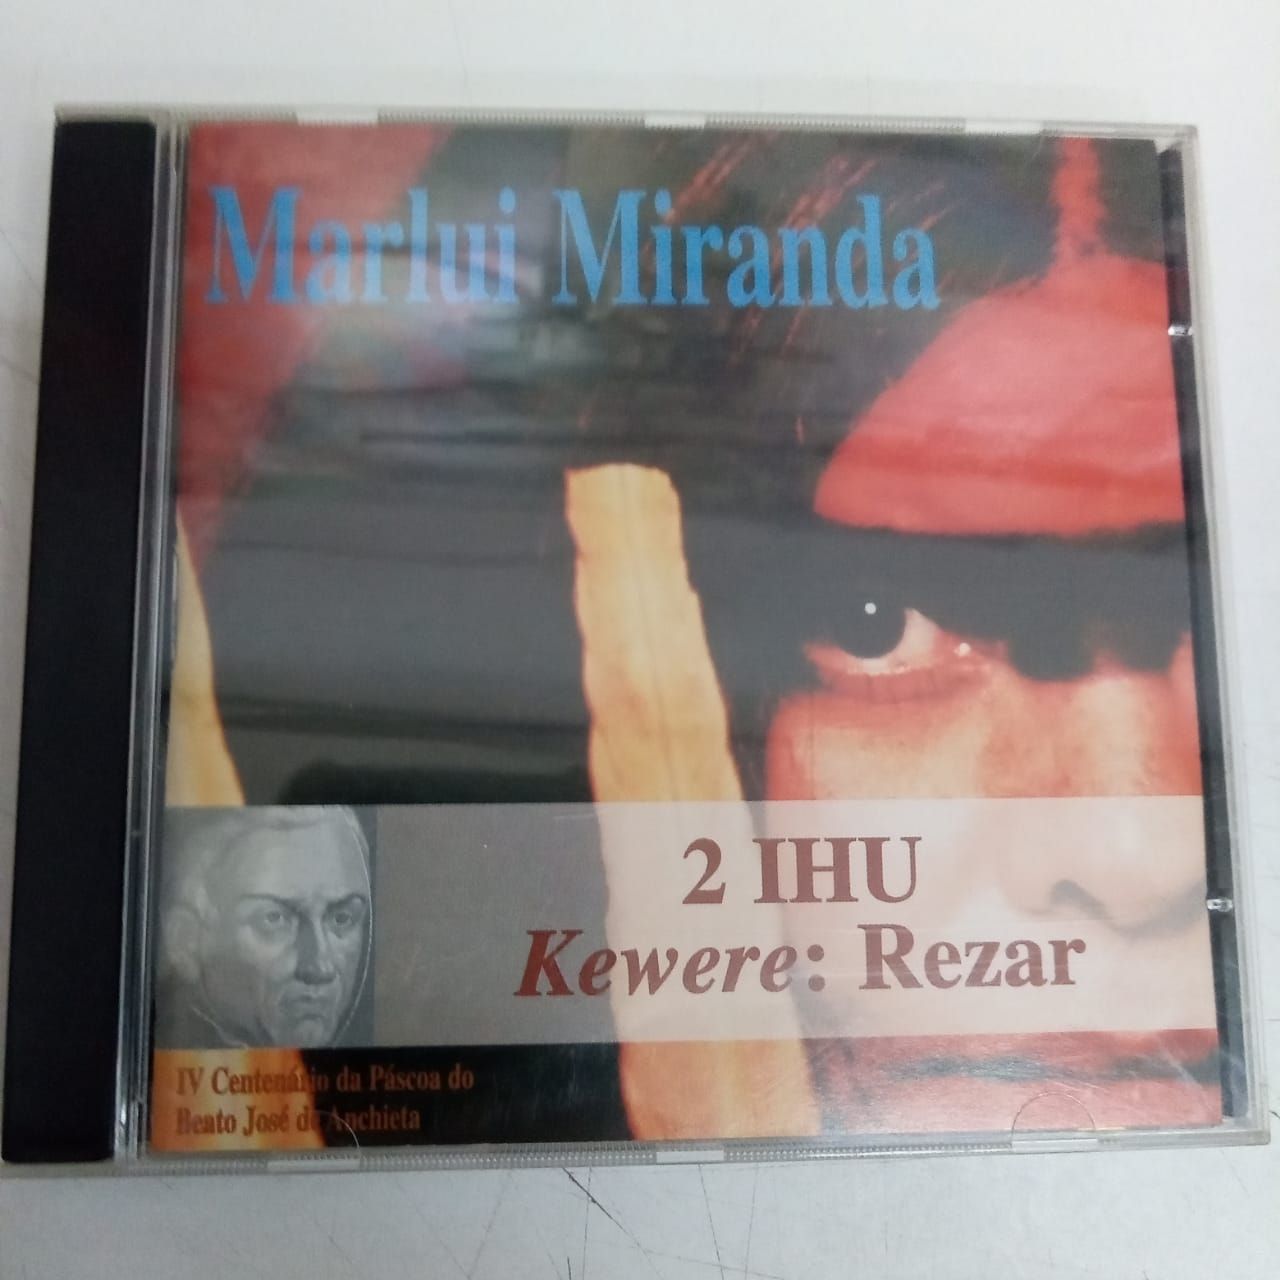 Marlui Miranda
2 IHU
Kewere: Rezar
IV Centenário da Páscoa do
Beato José de Anchieta